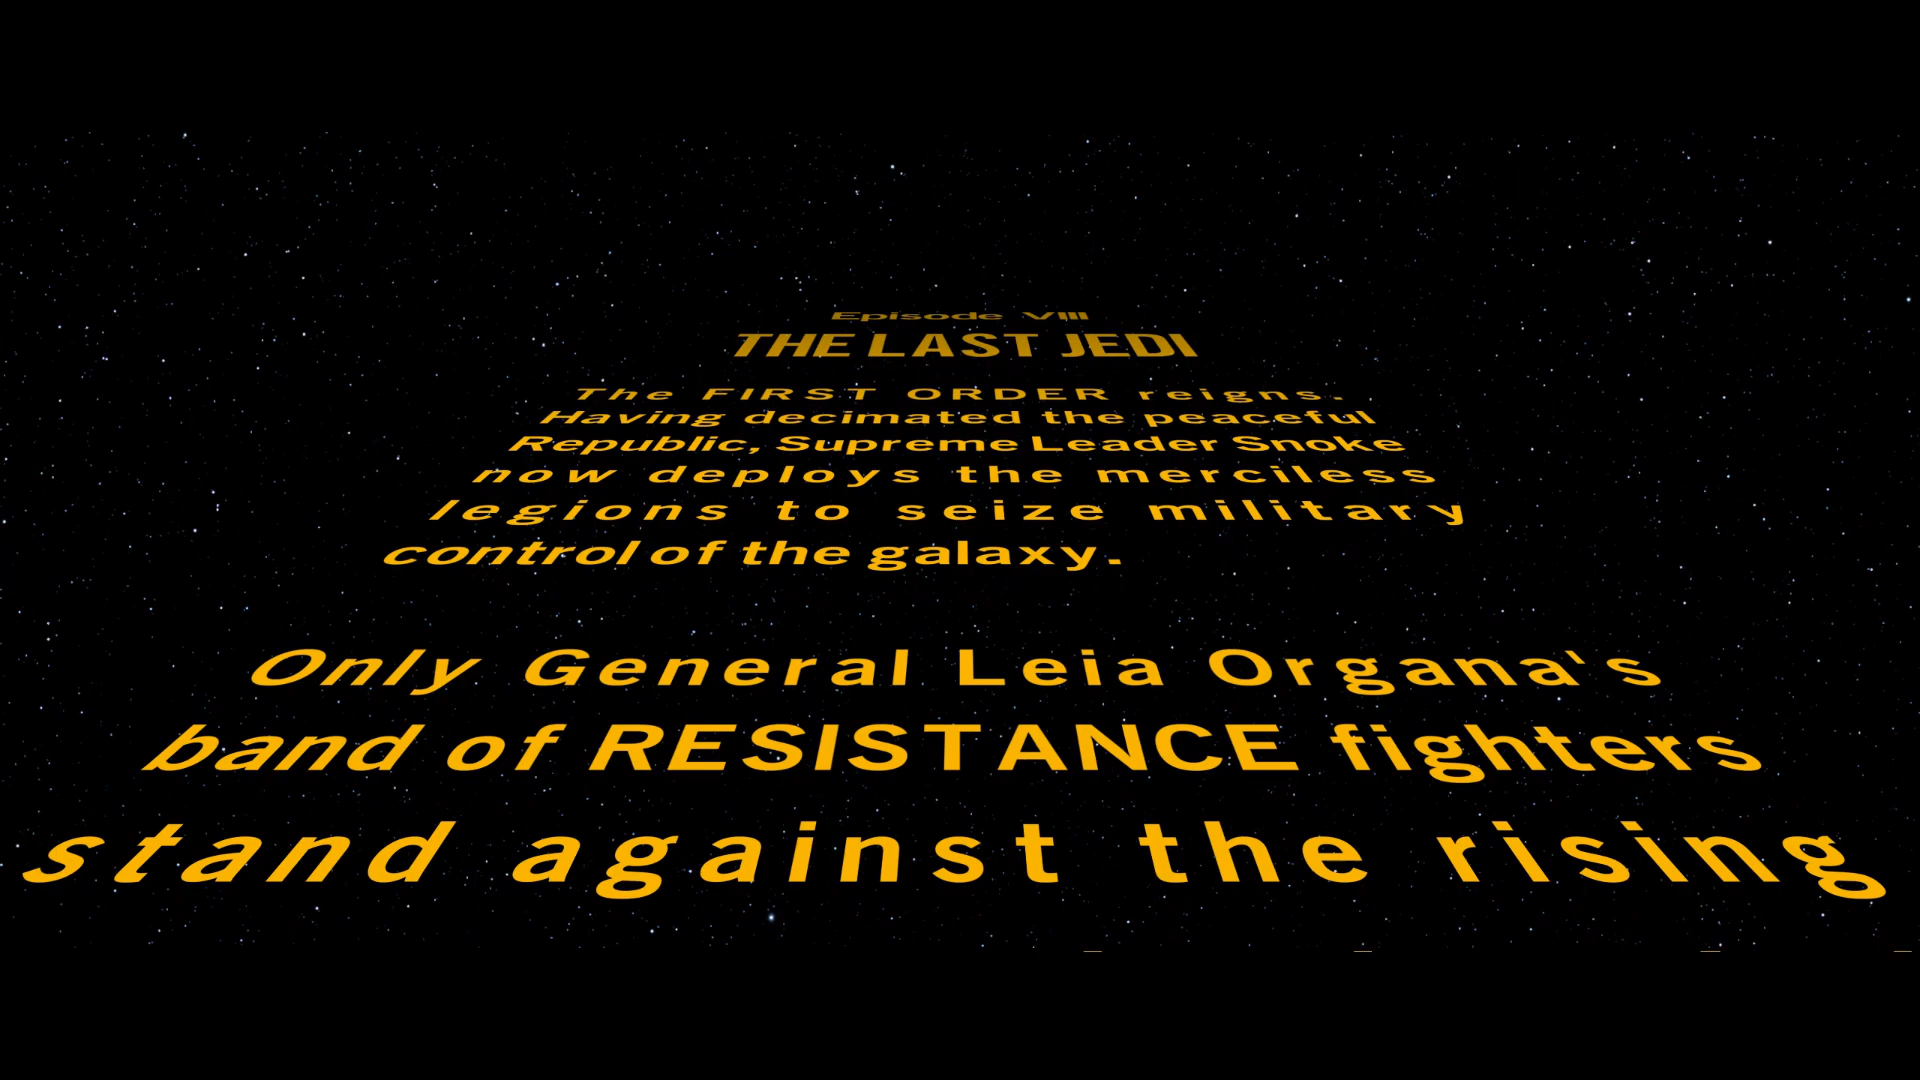 Episode VIII
THE LAST JEDI
The FIRST ORDER reigns.
Having decimated the peaceful
Republic, Supreme Leader Snoke
now deploys the merciless
legions to seize military
control of the galaxy.
Only General Leia Organa's
band of RESISTANCE fighters
stand against the rising